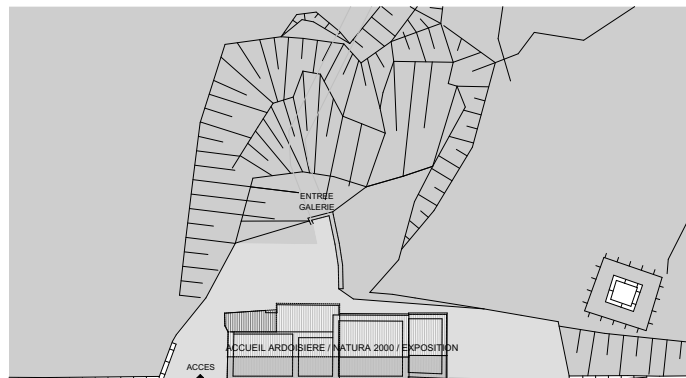 ENTREE
GALERIE
ACCUEIL ARDOISIERE / NATURA 2000 / EXPOSITION
ACCES